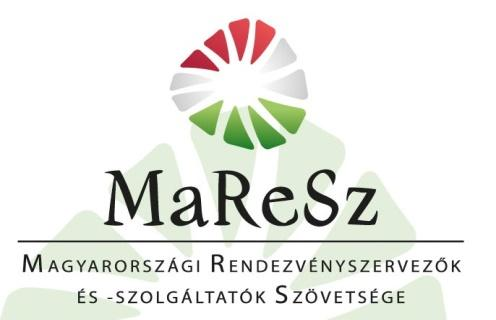 MaReSz
Magyarországi Rendezvényszervezők
és -szolgáltatók Szövetsége